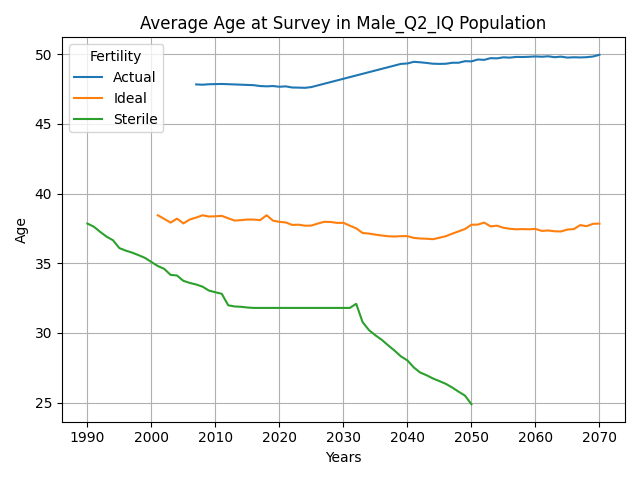 Average Age at Survey in Male_Q2_IQ Population
Fertility
Actual
Ideal
Sterile
Age
50
45
40
35
30
25
1990
2000
2010
2020
2030
2040
2050
2060
2070
Years